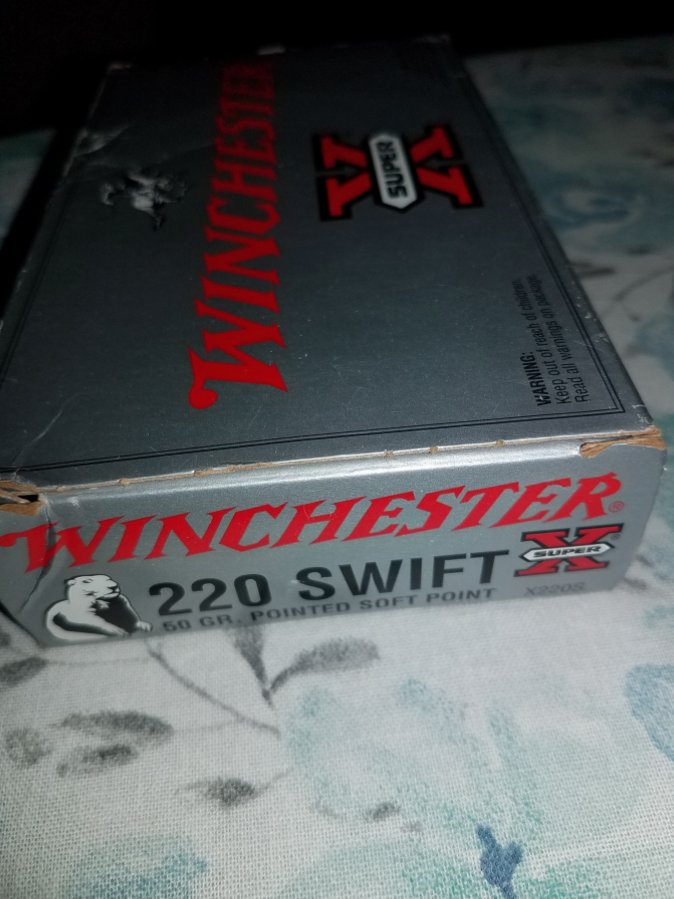 WINCHESTER
SUPER X
WARNING:
Keep out of reach of children.
Read all warnings on package.
WINCHESTER®
220 SWIFT
SUPER X®
50 GR. POINTED SOFT POINT
X220S